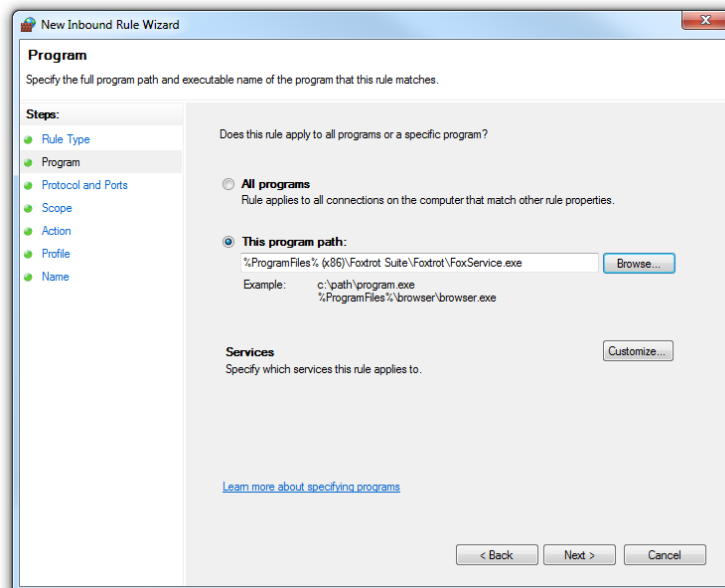 New Inbound Rule Wizard
Program
Specify the full program path and executable name of the program that this rule matches.
Steps:
Rule Type
Program
Protocol and Ports
Scope
Action
Profile
Name
Does this rule apply to all programs or a specific program?
All programs
Rule applies to all connections on the computer that match other rule properties.
This program path:
%ProgramFiles% (x86)\Foxtrot Suite\Foxtrot\FoxService.exe
Browse...
Example: c:\path\program.exe
%ProgramFiles%\browser\browser.exe
Services
Customize...
Specify which services this rule applies to.
Learn more about specifying programs
< Back
Next >
Cancel